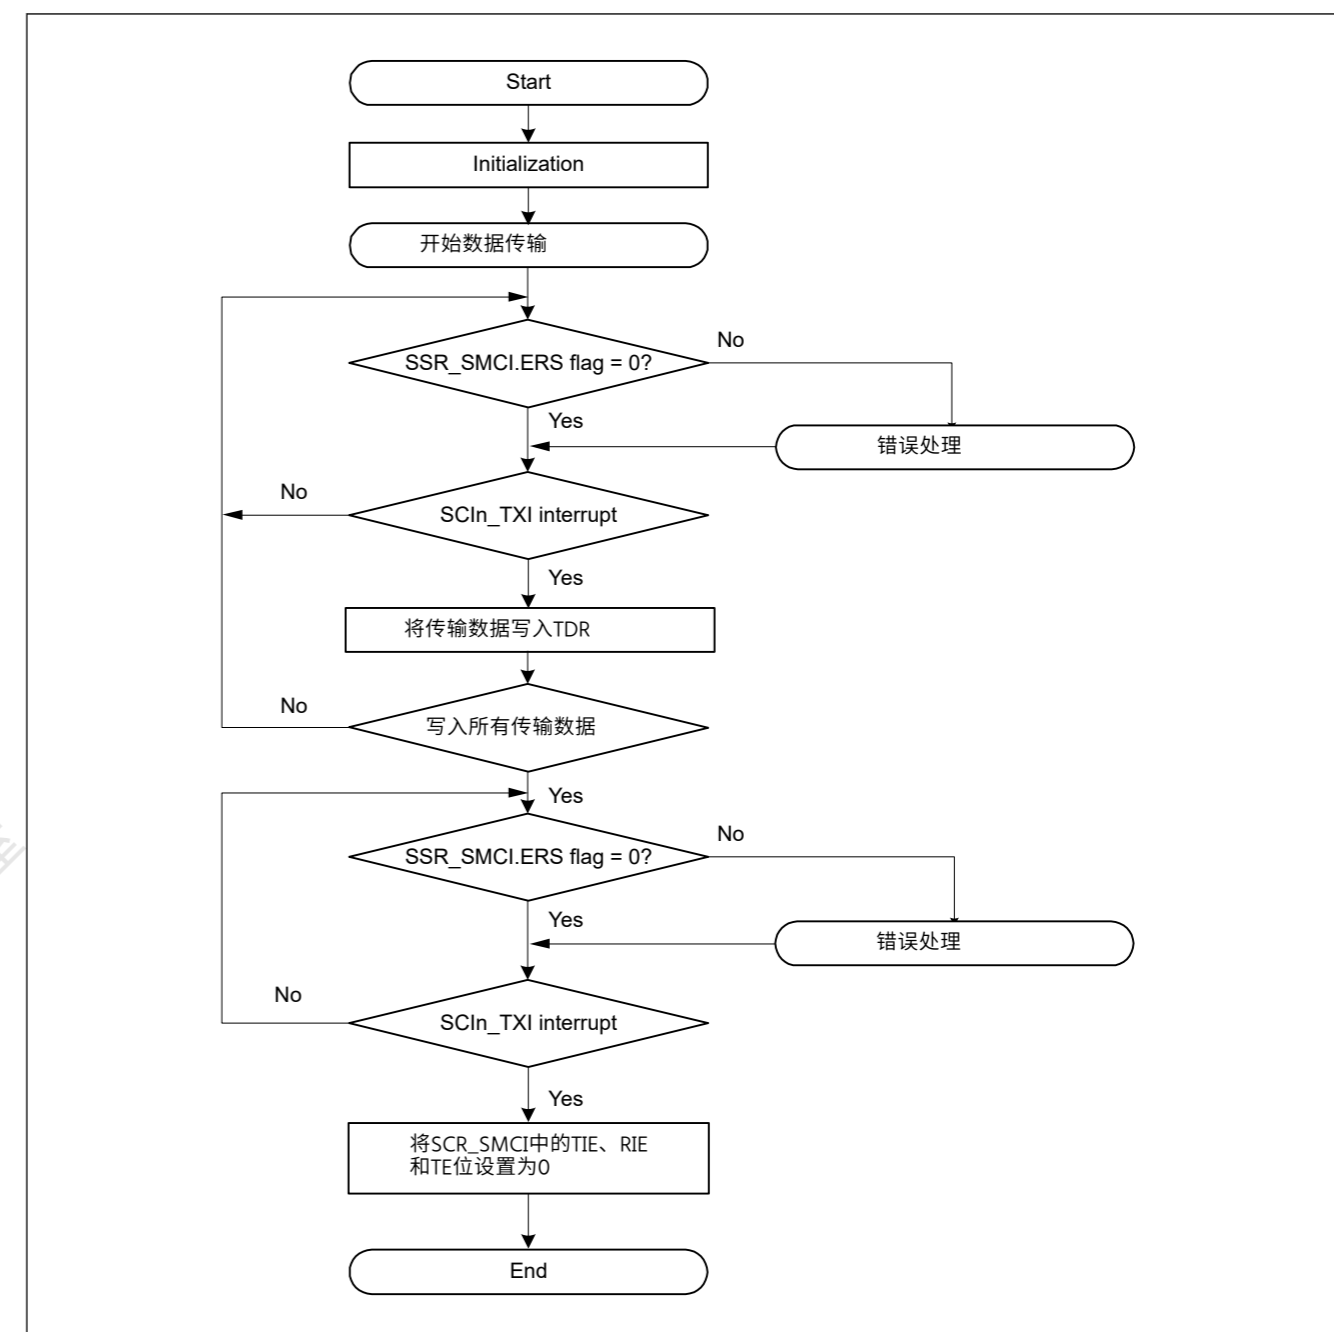 Start
Initialization
开始数据传输
SSR_SMCI.ERS flag = 0?
No
Yes
错误处理
No
SCIn_TXI interrupt
Yes
将传输数据写入TDR
No
写入所有传输数据
Yes
SSR_SMCI.ERS flag = 0?
No
Yes
错误处理
No
SCIn_TXI interrupt
Yes
将SCR_SMCI中的TIE、RIE
和TE位设置为0
End